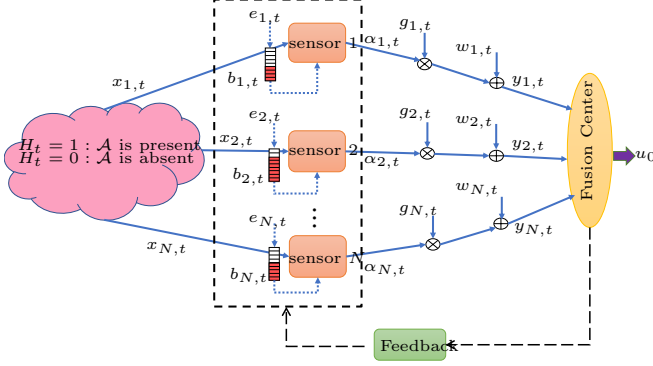 e_{1,t}
sensor 1
α_{1,t}
g_{1,t}
w_{1,t}
x_{1,t}
b_{1,t}
y_{1,t}
e_{2,t}
g_{2,t}
w_{2,t}
H_t = 1 : 𝒜 is present
H_t = 0 : 𝒜 is absent
x_{2,t}
sensor 2
α_{2,t}
y_{2,t}
Fusion Center
u_0
b_{2,t}
e_{N,t}
g_{N,t}
w_{N,t}
x_{N,t}
sensor N
y_{N,t}
b_{N,t}
α_{N,t}
Feedback